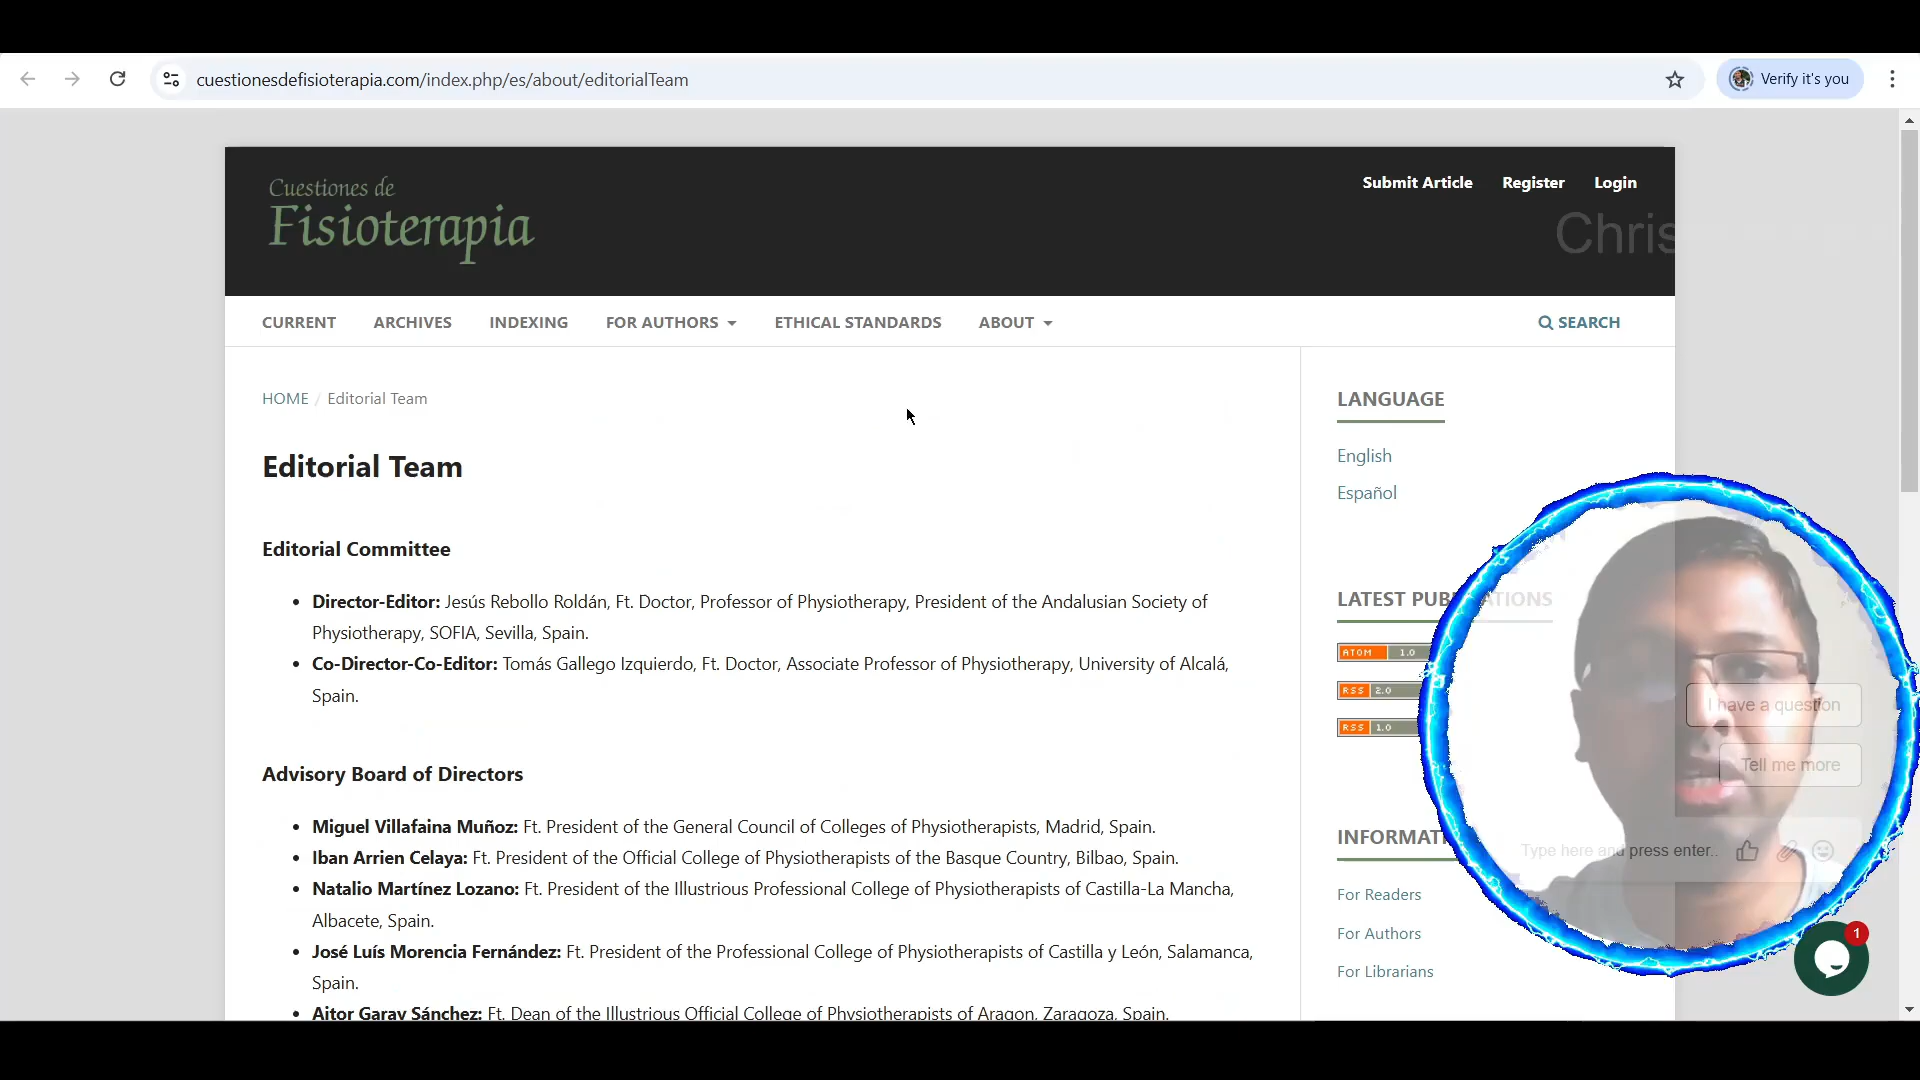 cuestionesdefisioterapia.com/index.php/es/about/editorialTeam
Verify it's you
Cuestiones de
Fisioterapia
Submit Article
Register
Login
Chris
CURRENT
ARCHIVES
INDEXING
FOR AUTHORS
ETHICAL STANDARDS
ABOUT
SEARCH
HOME / Editorial Team
Editorial Team
Editorial Committee
Director-Editor: Jesús Rebollo Roldán, Ft. Doctor, Professor of Physiotherapy, President of the Andalusian Society of
Physiotherapy, SOFIA, Sevilla, Spain.
Co-Director-Co-Editor: Tomás Gallego Izquierdo, Ft. Doctor, Associate Professor of Physiotherapy, University of Alcalá,
Spain.
Advisory Board of Directors
Miguel Villafaina Muñoz: Ft. President of the General Council of Colleges of Physiotherapists, Madrid, Spain.
Iban Arrien Celaya: Ft. President of the Official College of Physiotherapists of the Basque Country, Bilbao, Spain.
Natalio Martínez Lozano: Ft. President of the Illustrious Professional College of Physiotherapists of Castilla-La Mancha,
Albacete, Spain.
José Luís Morencia Fernández: Ft. President of the Professional College of Physiotherapists of Castilla y León, Salamanca,
Spain.
Aitor Garay Sánchez: Ft. Dean of the Illustrious Official College of Physiotherapists of Aragon, Zaragoza, Spain.
LANGUAGE
English
Español
LATEST PUBLICATIONS
ATOM 1.0
RSS 2.0
RSS 1.0
I have a question
Tell me more
Type here and press enter..
For Readers
For Authors
For Librarians
1